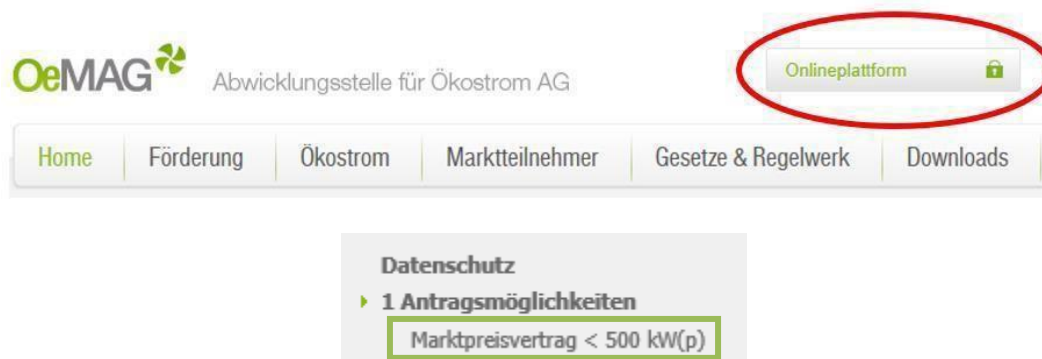 OeMAG Abwicklungsstelle für Ökostrom AG
Onlineplattform
Home Förderung Ökostrom Marktteilnehmer Gesetze & Regelwerk Downloads
Datenschutz
1 Antragsmöglichkeiten
Marktpreisvertrag < 500 kW(p)